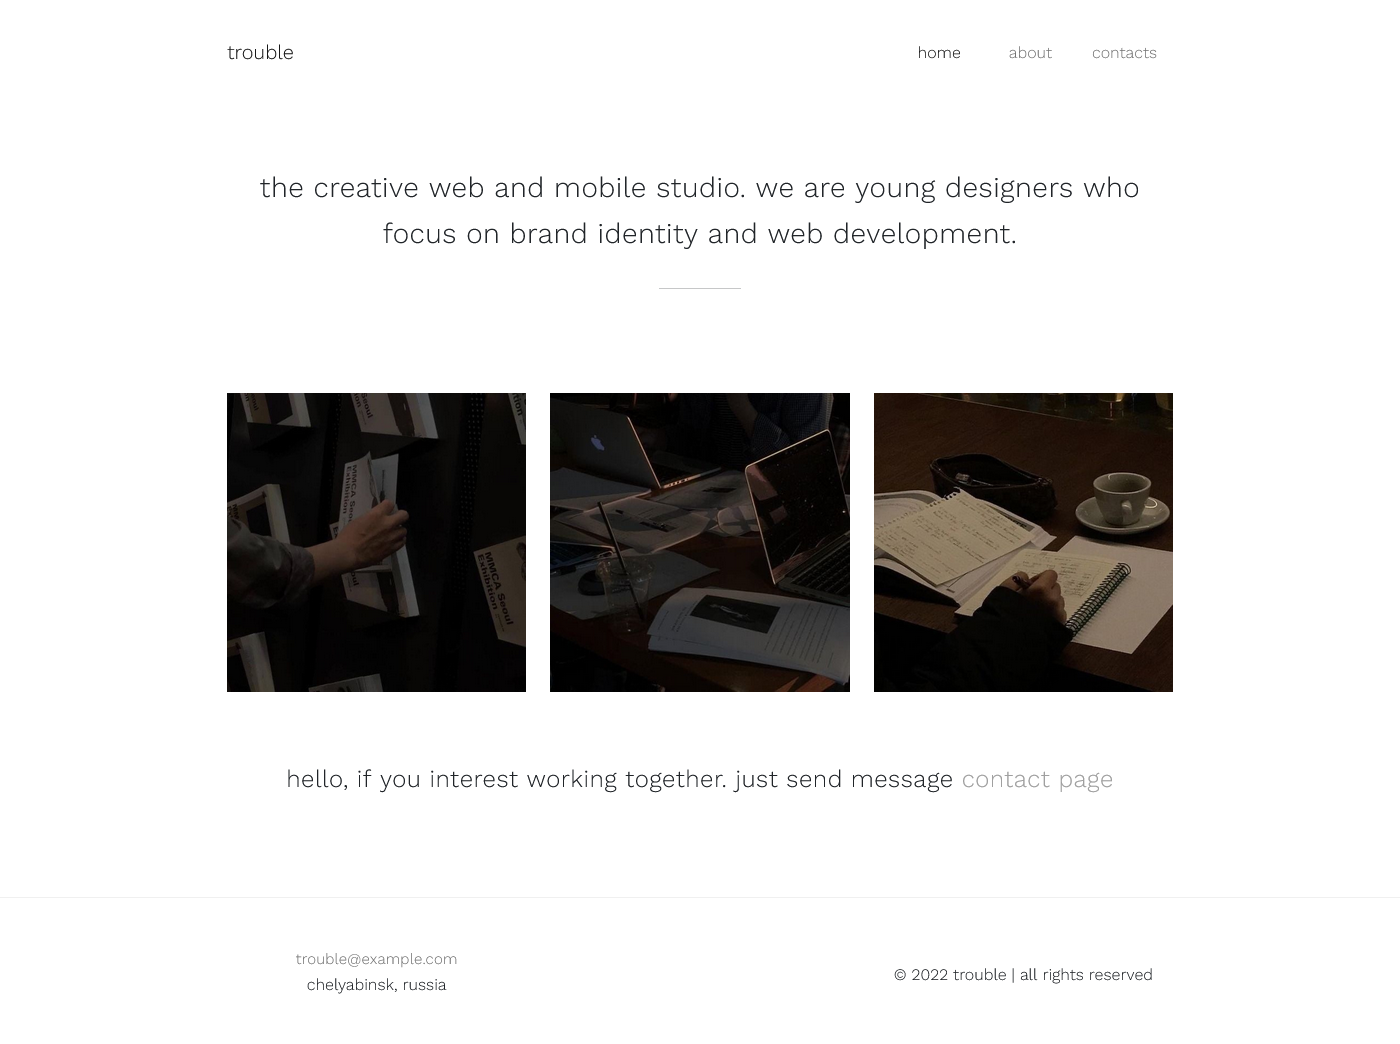 trouble
home about contacts
the creative web and mobile studio. we are young designers who
focus on brand identity and web development.
MMCA Seoul
Exhibition
MMCA Seoul
Exhibition
hello, if you interest working together. just send message contact page
trouble@example.com
chelyabinsk, russia
© 2022 trouble | all rights reserved